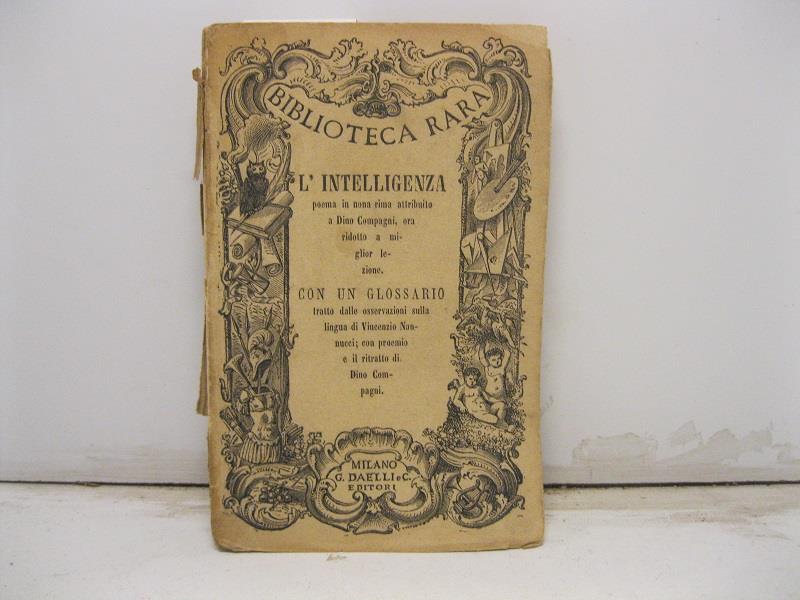 BIBLIOTECA RARA
L' INTELLIGENZA
poema in nona rima attribuito
a Dino Compagni, ora
ridotto a mi-
glior le-
zione.
CON UN GLOSSARIO
tratto dalle osservazioni sulla
lingua di Vincenzio Nan-
nucci; con proemio
e il ritratto di
Dino Com-
pagni.
MILANO
G. DAELLI e C.
EDITORI